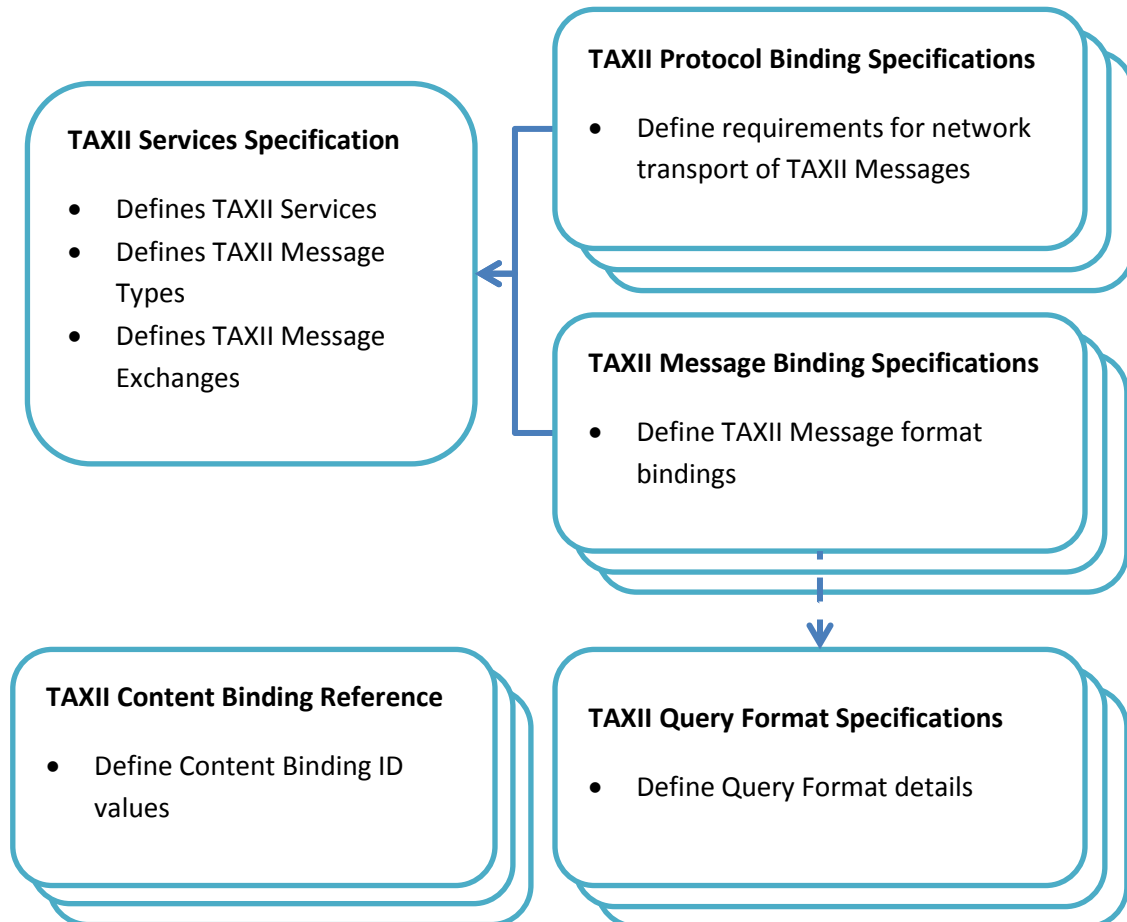 TAXII Services Specification
• Defines TAXII Services
• Defines TAXII Message
Types
• Defines TAXII Message
Exchanges
TAXII Protocol Binding Specifications
• Define requirements for network
transport of TAXII Messages
TAXII Message Binding Specifications
• Define TAXII Message format
bindings
TAXII Content Binding Reference
• Define Content Binding ID
values
TAXII Query Format Specifications
• Define Query Format details